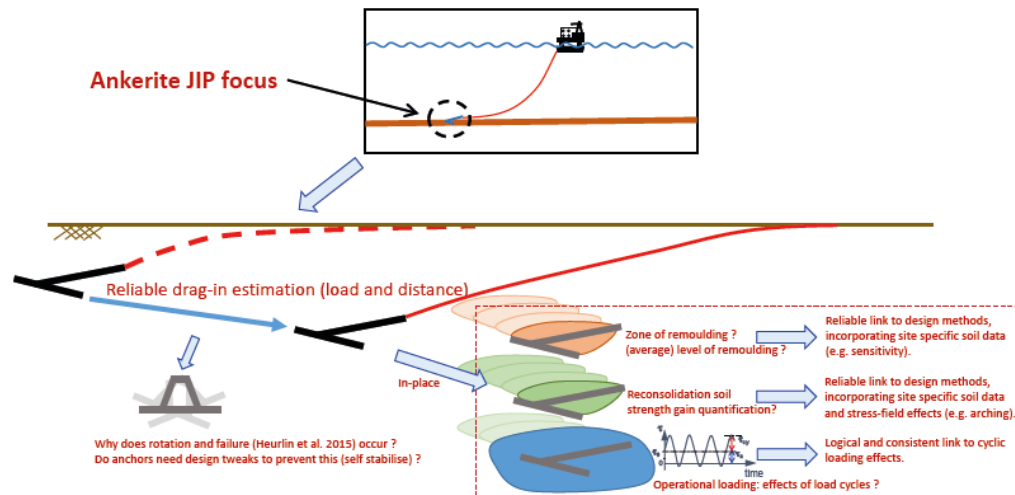 Ankerite JIP focus
Reliable drag-in estimation (load and distance)
In-place
Why does rotation and failure (Heurlin et al. 2015) occur ?
Do anchors need design tweaks to prevent this (self stabilise) ?
Zone of remoulding ?
(average) level of remoulding ?
Reliable link to design methods,
incorporating site specific soil data
(e.g. sensitivity).
Reconsolidation soil
strength gain quantification?
Reliable link to design methods,
incorporating site specific soil data
and stress-field effects (e.g. arching).
τ
τcy
τa
0
time
Logical and consistent link to cyclic
loading effects.
Operational loading: effects of load cycles ?